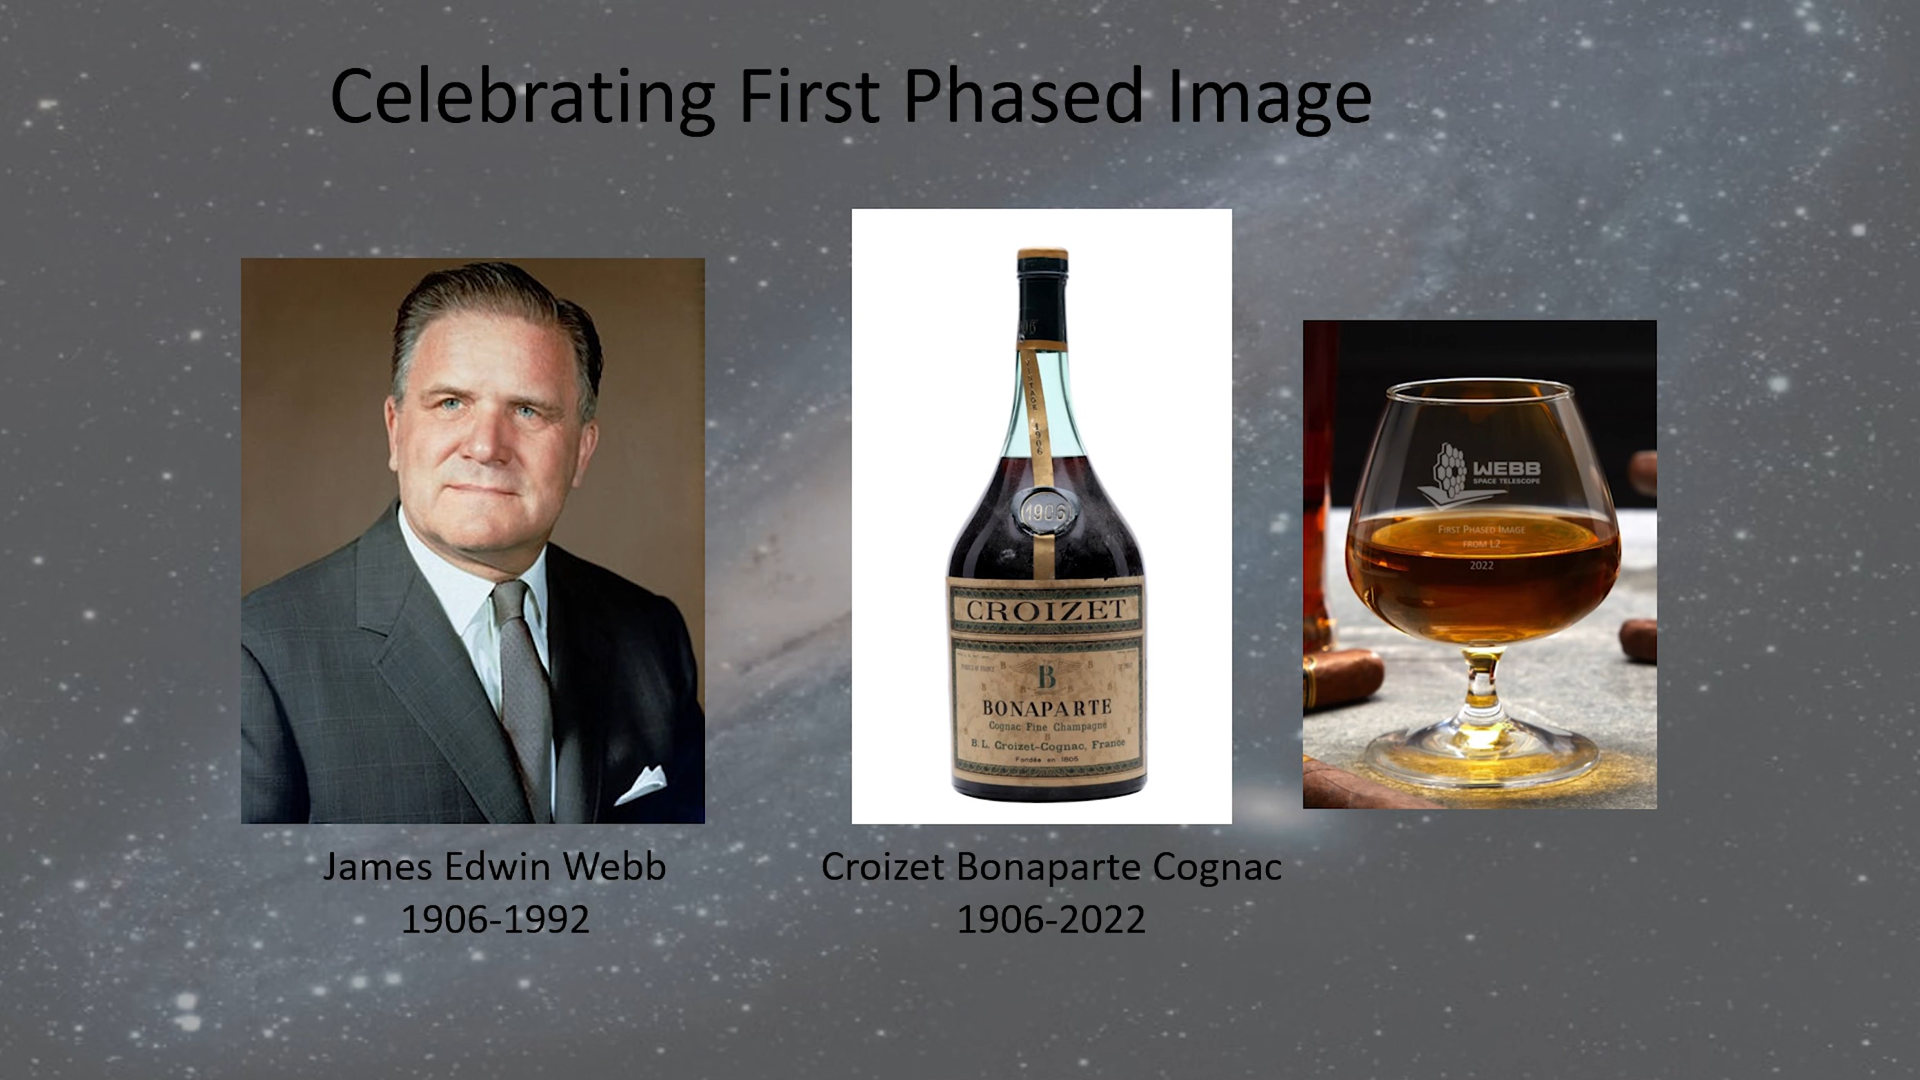 Celebrating First Phased Image
VINTAGE 1906
1906
CROIZET
B
BONAPARTE
Cognac Fine Champagne
B.L. Croizet-Cognac, France
Fondée en 1805
WEBB
SPACE TELESCOPE
FIRST PHASED IMAGE
FROM L2
2022
James Edwin Webb
1906-1992
Croizet Bonaparte Cognac
1906-2022